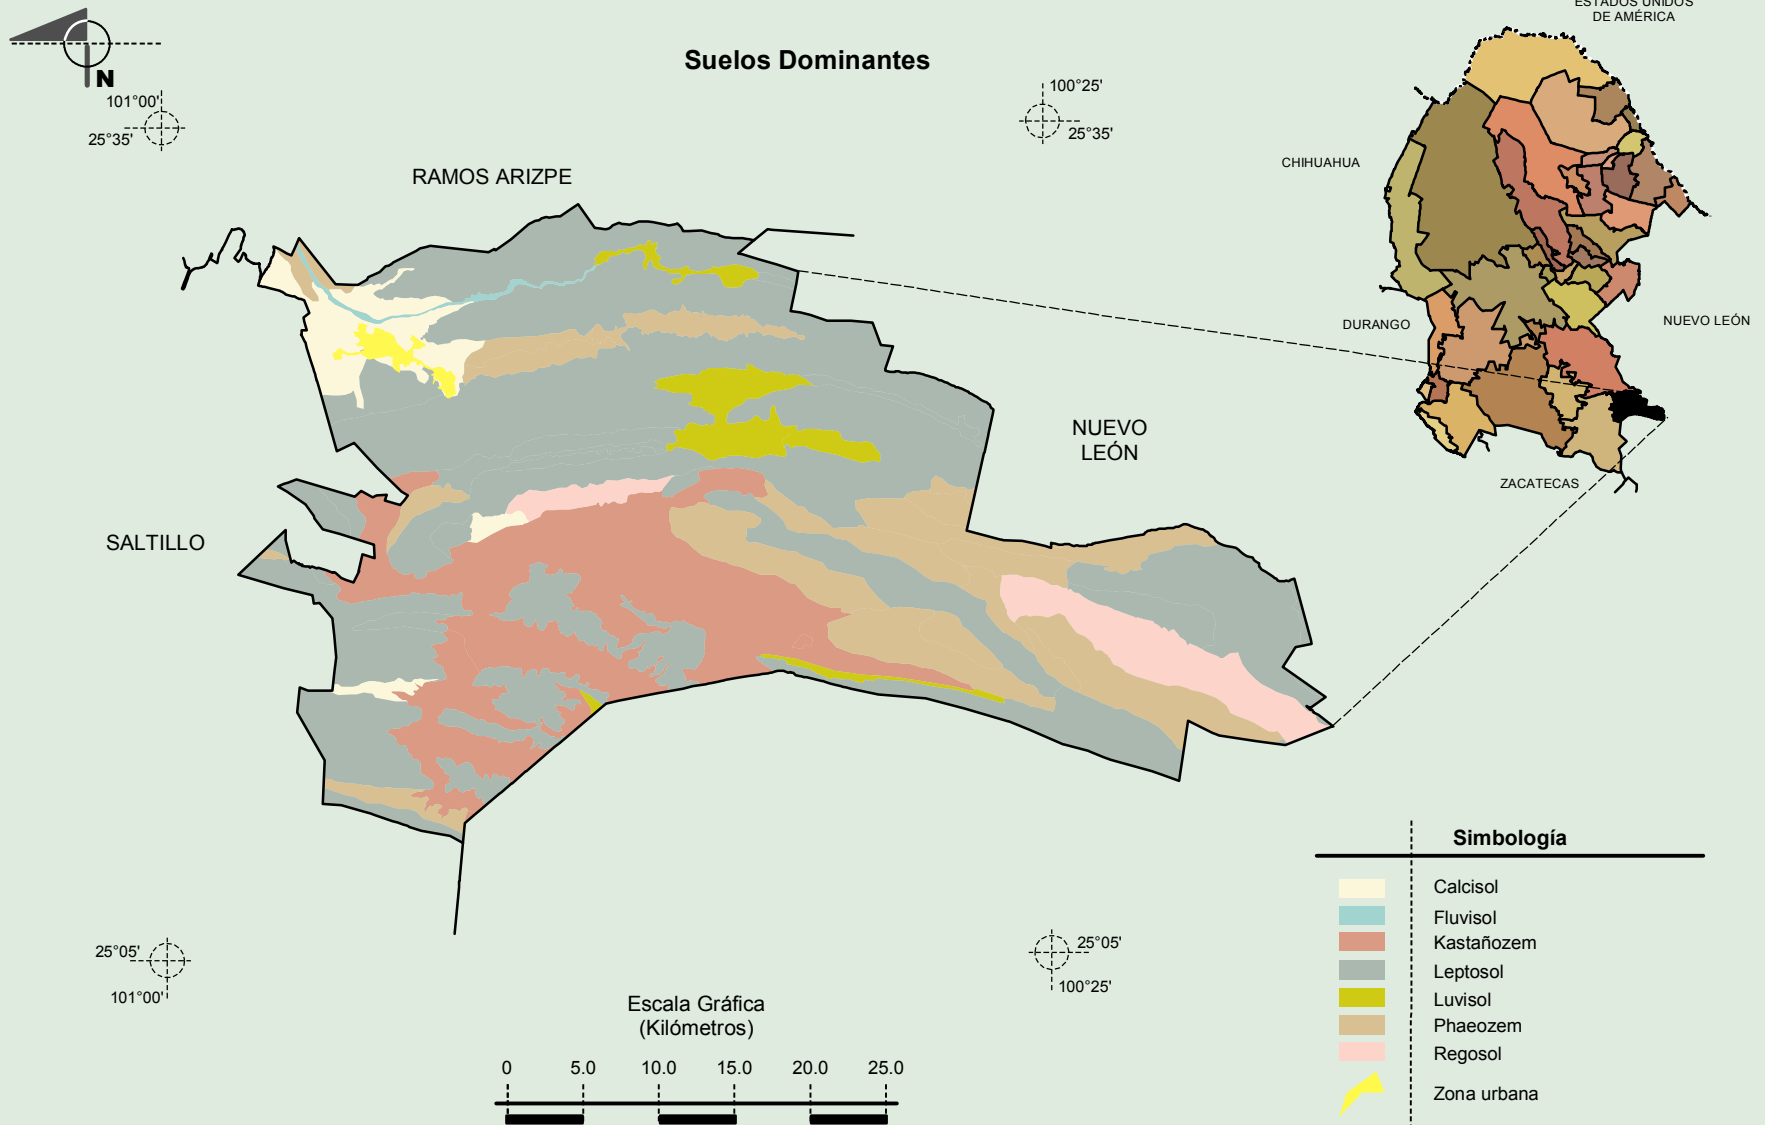 ESTADOS UNIDOS
DE AMÉRICA
N
Suelos Dominantes
101°00'
25°35'
100°25'
25°35'
RAMOS ARIZPE
CHIHUAHUA
DURANGO
NUEVO LEÓN
ZACATECAS
NUEVO
LEÓN
SALTILLO
25°05'
101°00'
25°05'
100°25'
Escala Gráfica
(Kilómetros)
0 5.0 10.0 15.0 20.0 25.0
Simbología
Calcisol
Fluvisol
Kastañozem
Leptosol
Luvisol
Phaeozem
Regosol
Zona urbana